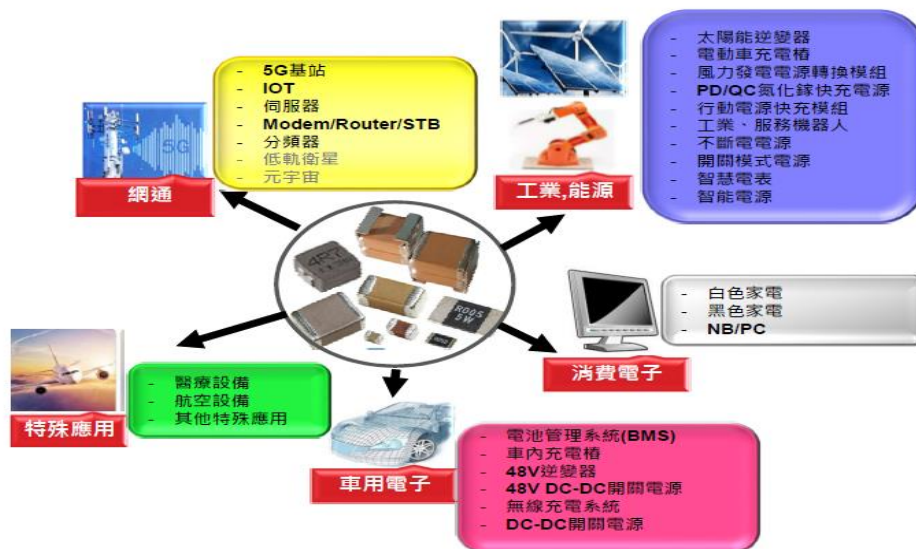 - 5G基站
- IOT
- 伺服器
- Modem/Router/STB
- 分頻器
- 低軌衛星
- 元宇宙
5G
網通
- 太陽能逆變器
- 電動車充電樁
- 風力發電電源轉換模組
- PD/QC氮化鎵快充電源
- 行動電源快充模組
- 工業、服務機器人
- 不斷電電源
- 開關模式電源
- 智慧電表
- 智能電源
工業,能源
4R7
R005
5W
- 白色家電
- 黑色家電
- NB/PC
消費電子
- 醫療設備
- 航空設備
- 其他特殊應用
特殊應用
- 電池管理系統(BMS)
- 車內充電樁
- 48V逆變器
- 48V DC-DC開關電源
- 無線充電系統
- DC-DC開關電源
車用電子